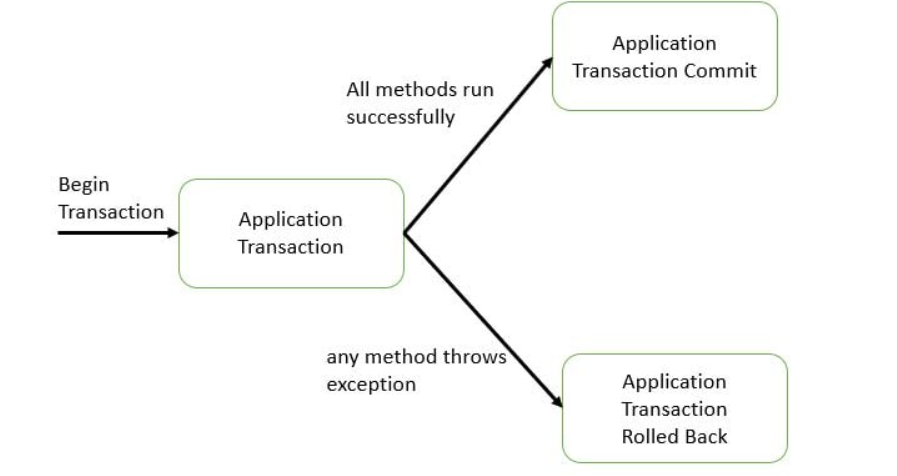 Application
Transaction Commit
All methods run
successfully
Begin
Transaction
Application
Transaction
any method throws
exception
Application
Transaction
Rolled Back